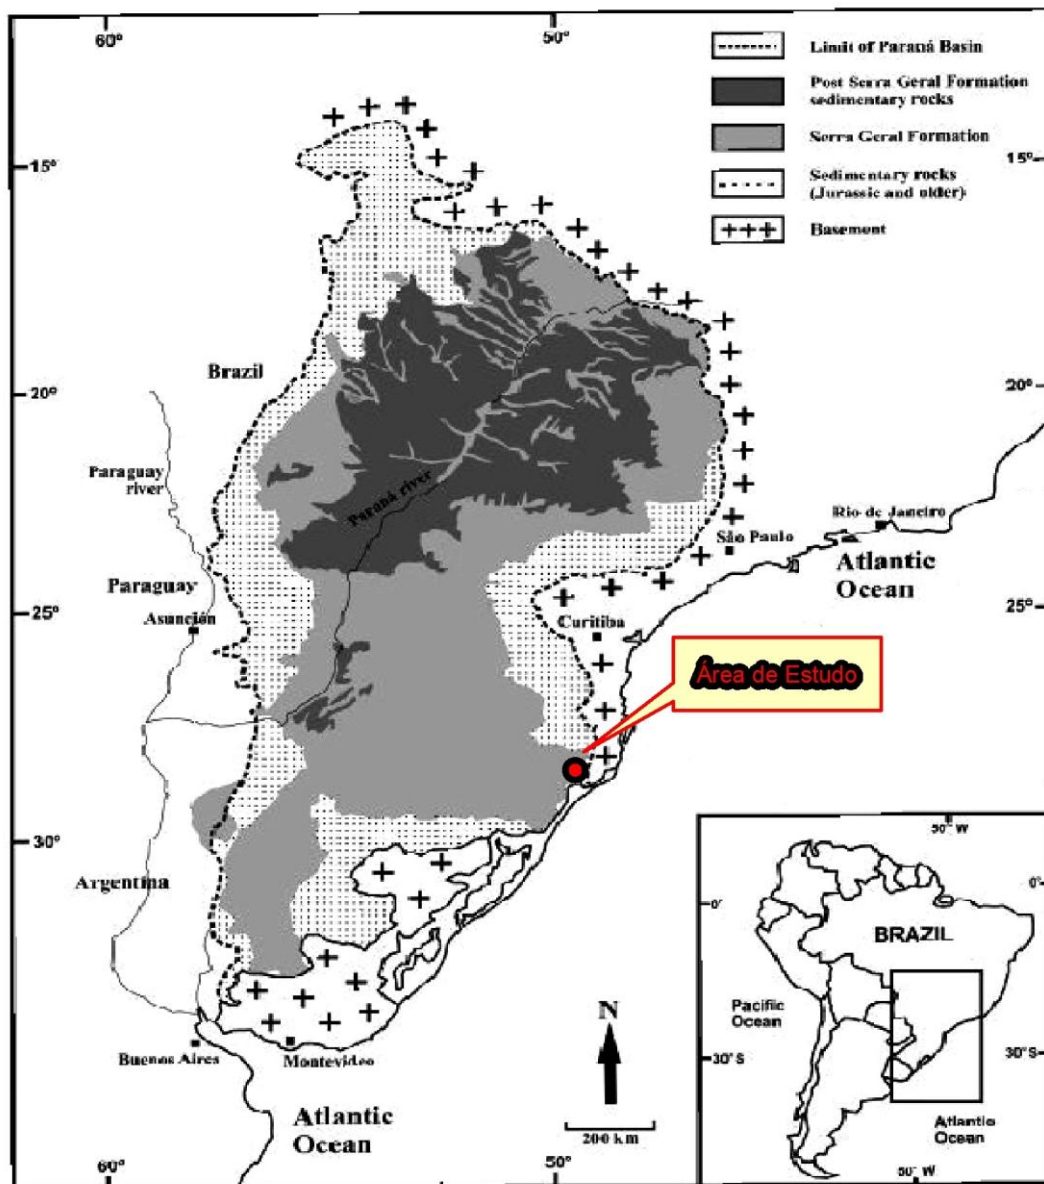 60°
50°
Limit of Paraná Basin
Post Serra Geral Formation
sedimentary rocks
Serra Geral Formation
Sedimentary rocks
(Jurassic and older)
Basement
15°
15°
Brazil
20°
20°
Paraguay
river
Paraná river
Rio de Janeiro
São Paulo
Atlantic
Ocean
Paraguay
25°
25°
Asunción
Curitiba
Área de Estudo
30°
Argentina
50° W
0°
0°
BRAZIL
Pacific
Ocean
N
30°S
30°S
Buenos Aires
Montevideo
Atlantic
Ocean
Atlantic
Ocean
200 km
60°
50°
50° W